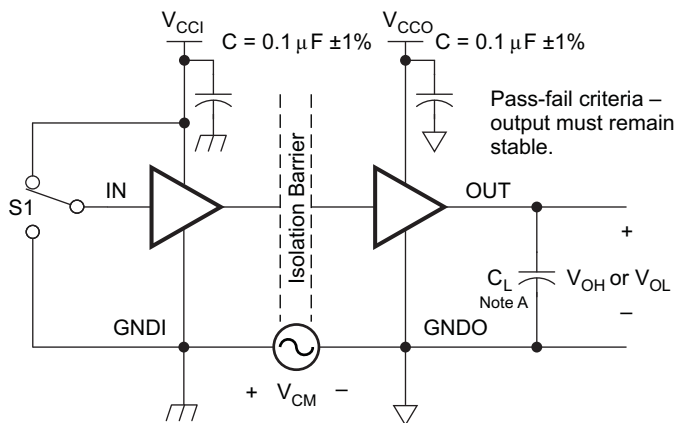 VCCI
C = 0.1 μF ±1%
VCCO
C = 0.1 μF ±1%
Pass-fail criteria –
output must remain
stable.
Isolation Barrier
S1
IN
OUT
+
CL
Note A
VOH or VOL
–
GNDI
GNDO
+ VCM –